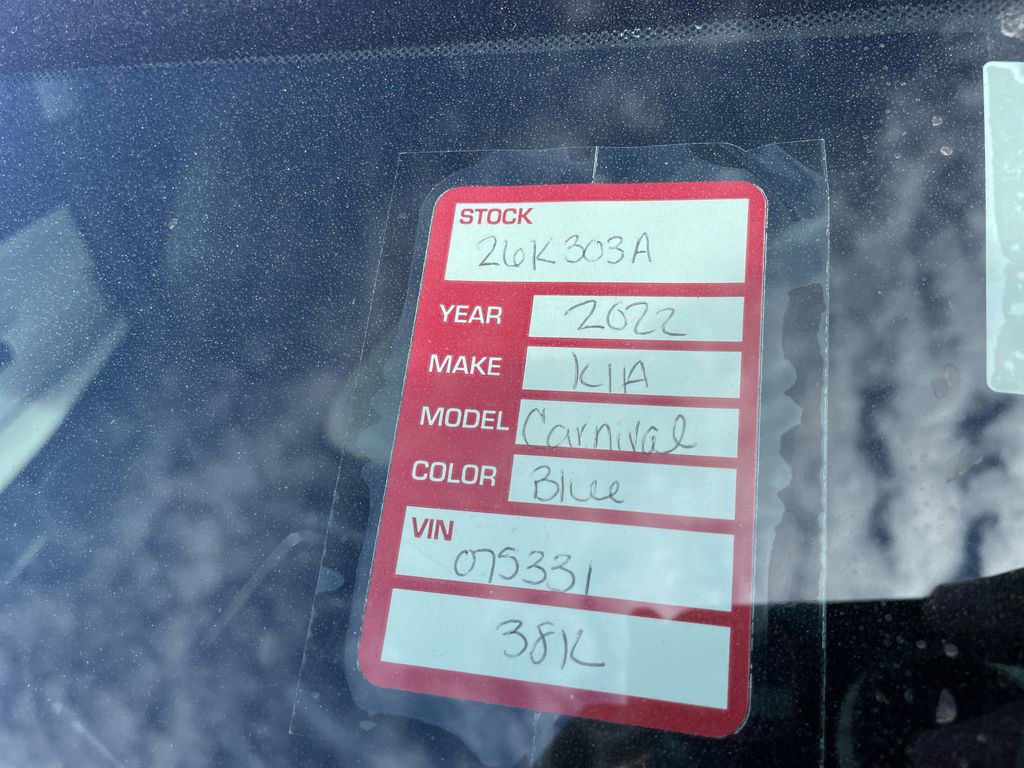 STOCK
26K303A
YEAR 2022
MAKE KIA
MODEL Carnival
COLOR Blue
VIN
075331
38K